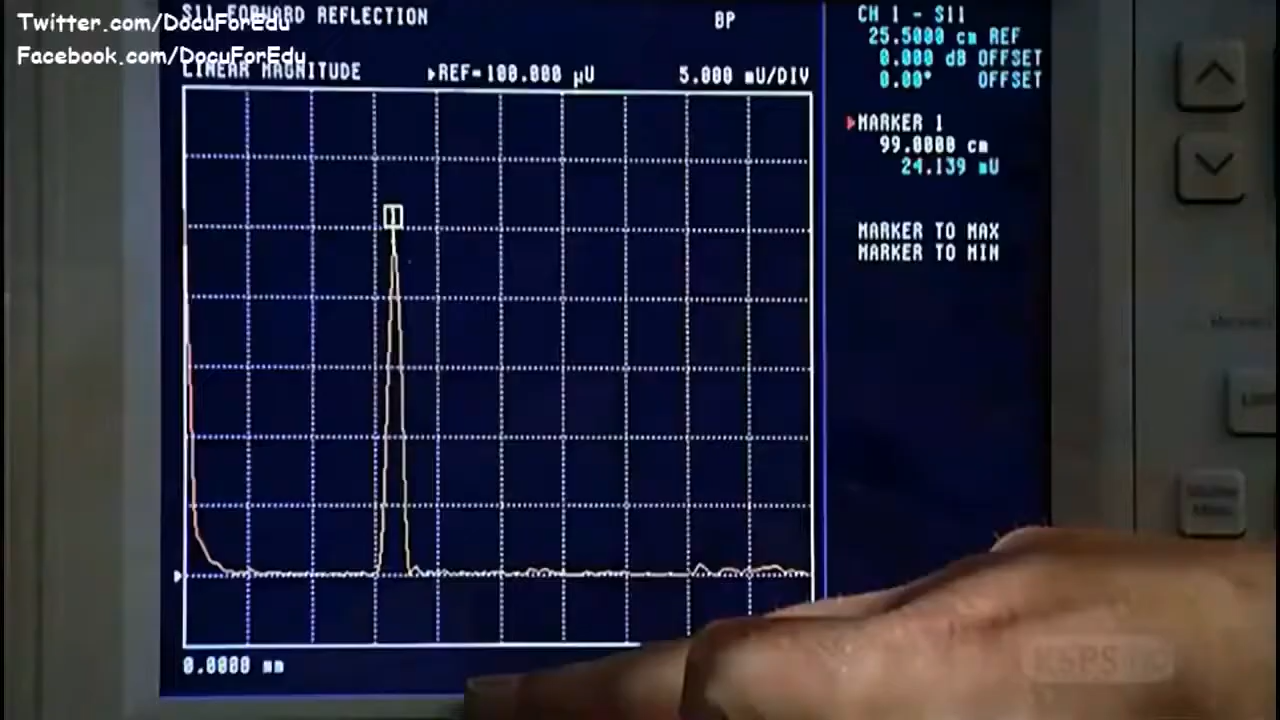 Twitter.com/DocuForEdu
Facebook.com/DocuForEdu
S11 FORWARD REFLECTION
BP
LINEAR MAGNITUDE
▶REF=100.000 μU
5.000 mU/DIV
CH 1 - S11
25.5000 cm REF
0.000 dB OFFSET
0.00° OFFSET
▶MARKER 1
99.0000 cm
24.139 mU
MARKER TO MAX
MARKER TO MIN
1
0.0000 mm
KSPS